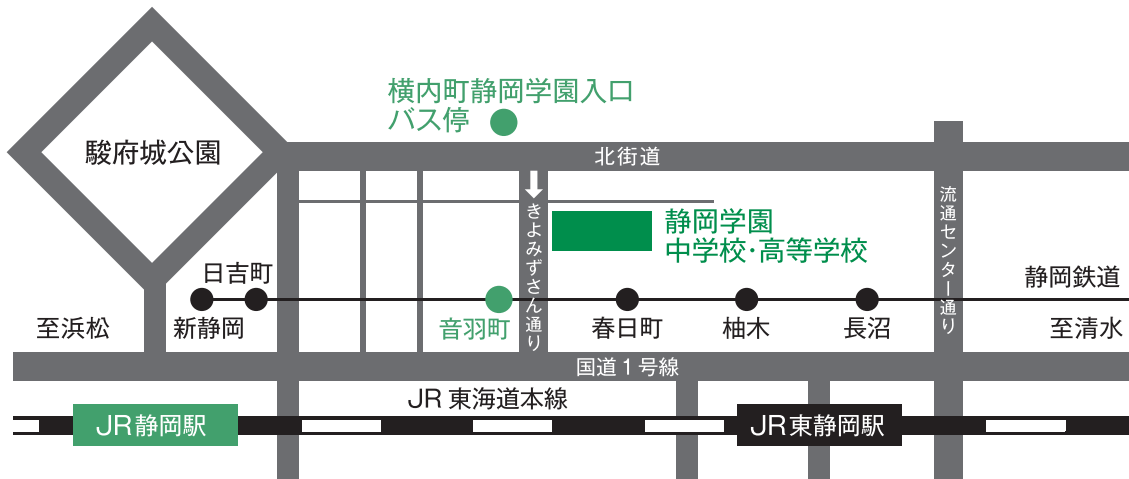 横内町静岡学園入口
バス停
駿府城公園
北街道
きよみずさん通り
流通センター通り
静岡学園
中学校・高等学校
日吉町
静岡鉄道
至浜松
新静岡
音羽町
春日町
柚木
長沼
至清水
国道1号線
JR 東海道本線
JR静岡駅
JR東静岡駅